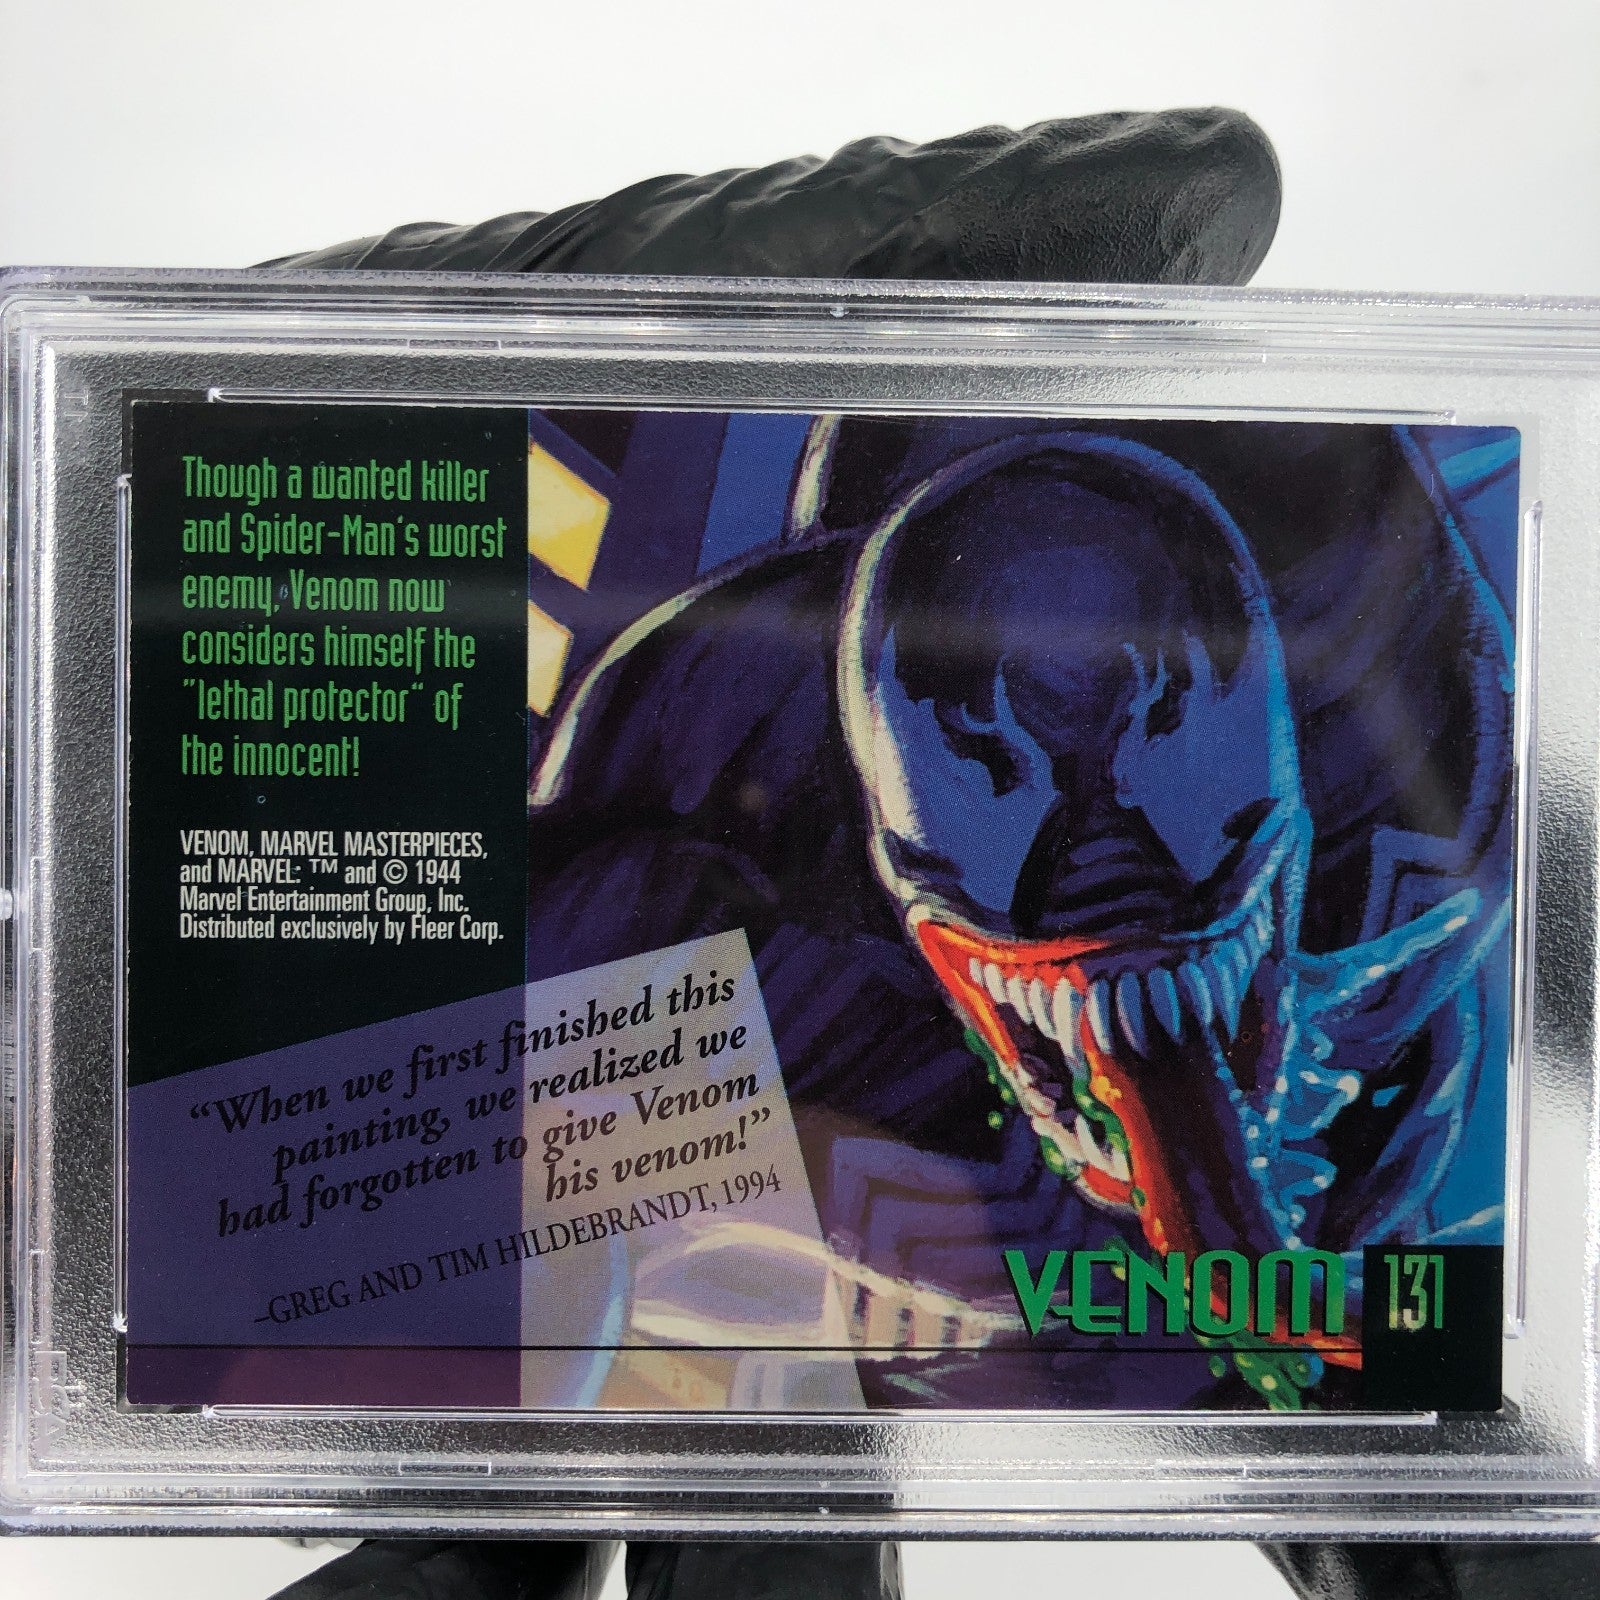 Though a wanted killer
and Spider-Man's worst
enemy, Venom now
considers himself the
"lethal protector" of
the innocent!
VENOM, MARVEL MASTERPIECES,
and MARVEL: ™ and © 1944
Marvel Entertainment Group, Inc.
Distributed exclusively by Fleer Corp.
“When we first finished this
painting, we realized we
had forgotten to give Venom
his venom!”
–GREG AND TIM HILDEBRANDT, 1994
VENOM 131